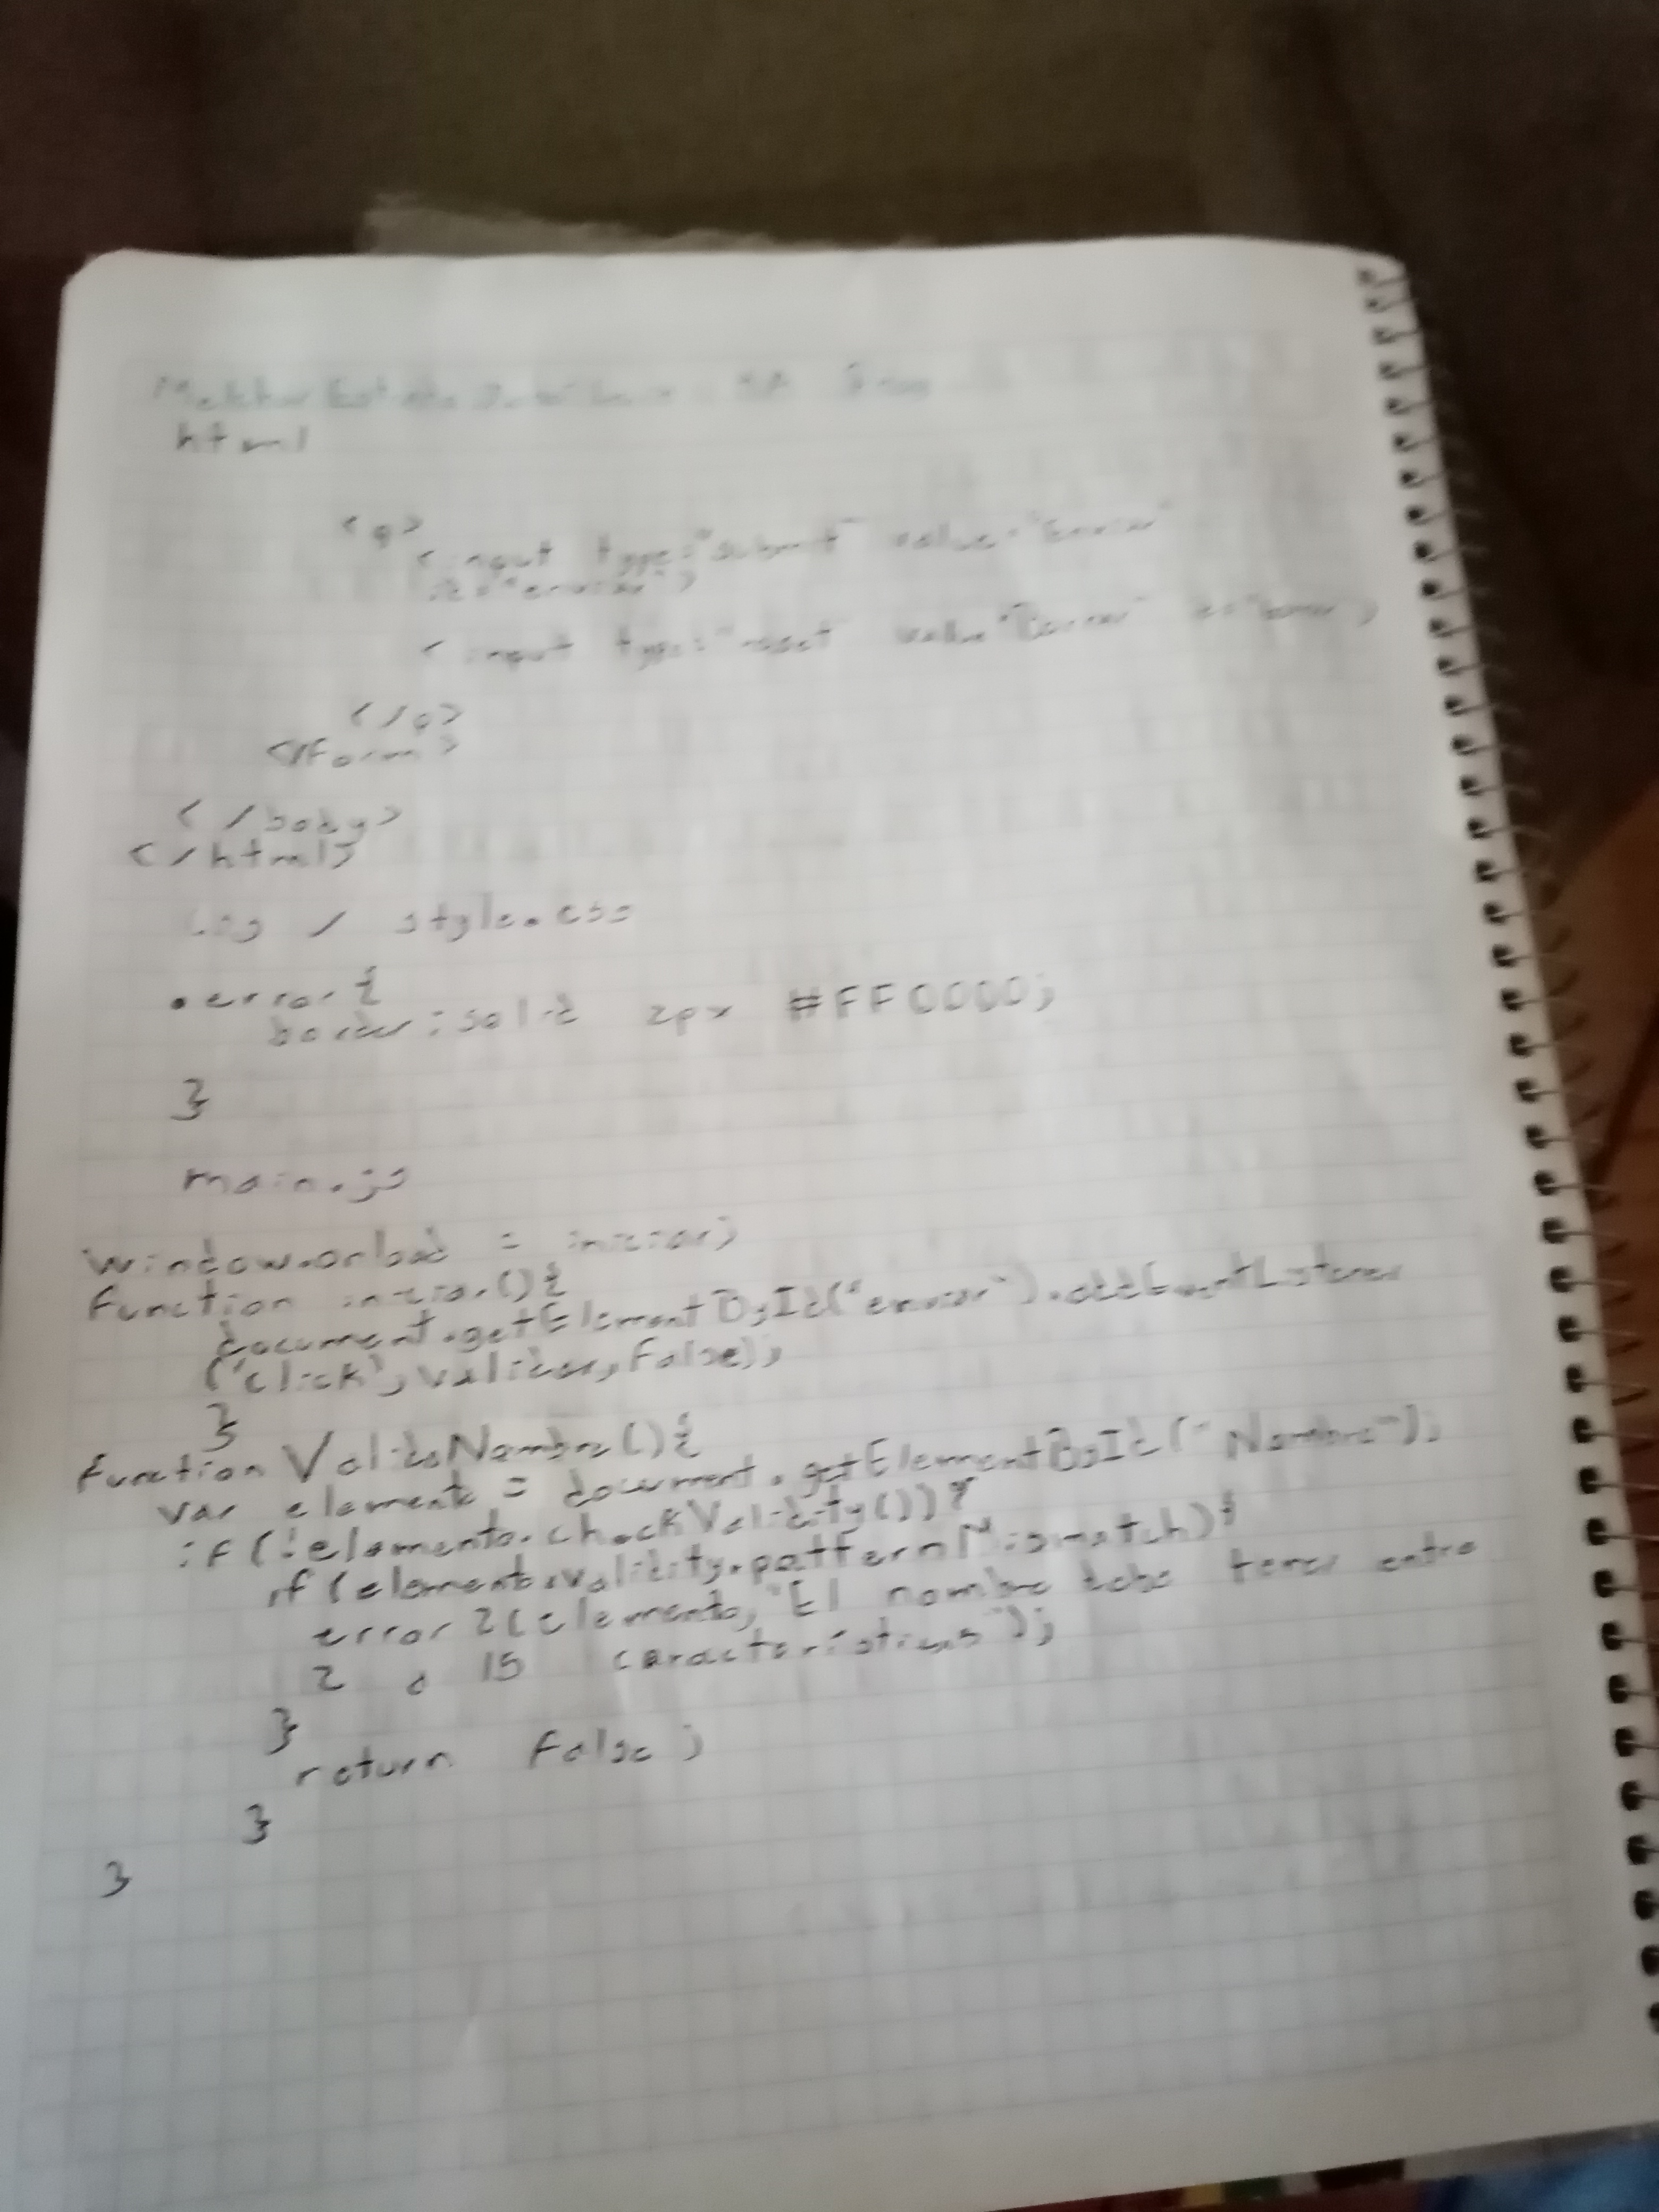 html
<p>
<input type="submit" value="Enviar"
id="enviar">
<input type="reset" value="Borrar" id="borrar">
</p>
</form>
</body>
</html>
css / style.css
.error{
border:solid 2px #FF0000;
}
main.js
window.onload = iniciar;
function iniciar(){
document.getElementById("enviar").addEventListener
('click',validar,false);
}
function ValidaNombre(){
var elemento = document.getElementById("Nombre");
if(!elemento.checkValidity()){
if(elemento.validity.patternMismatch){
error2(elemento,"El nombre debe tener entre
2 a 15 caracteristicas");
}
return false;
}
}